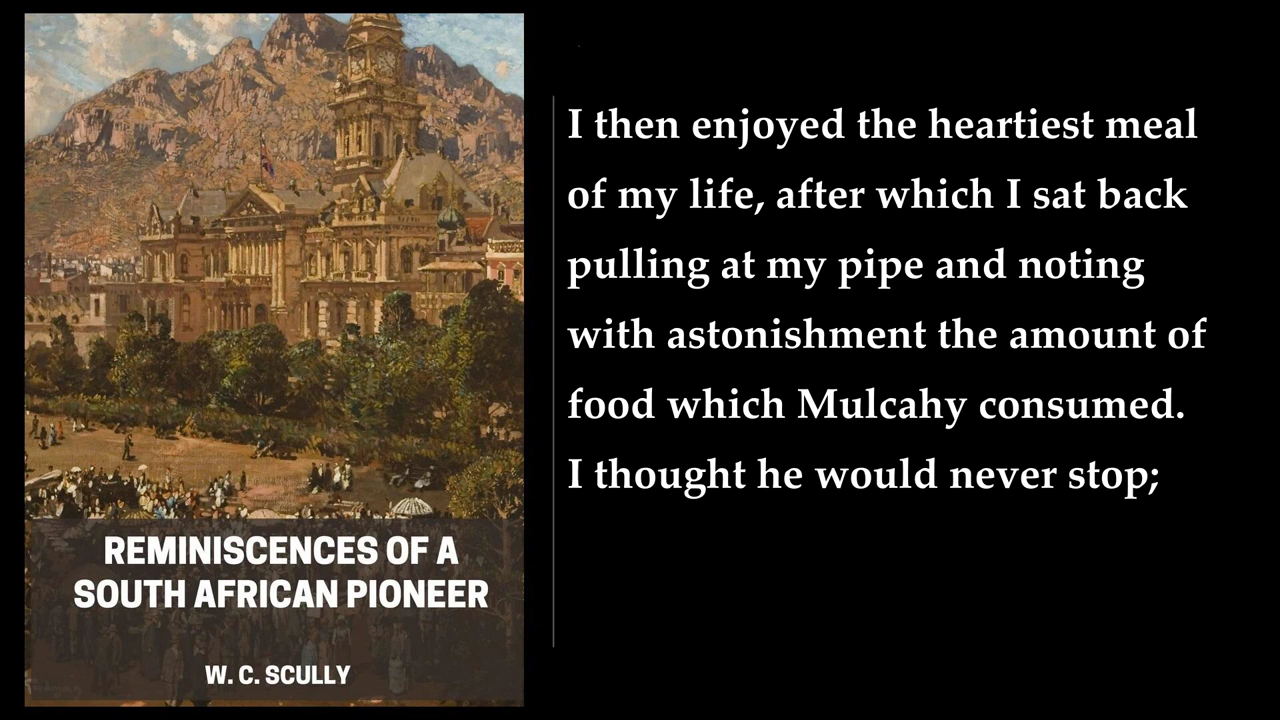 I then enjoyed the heartiest meal
of my life, after which I sat back
pulling at my pipe and noting
with astonishment the amount of
food which Mulcahy consumed.
I thought he would never stop;
REMINISCENCES OF A
SOUTH AFRICAN PIONEER
W. C. SCULLY